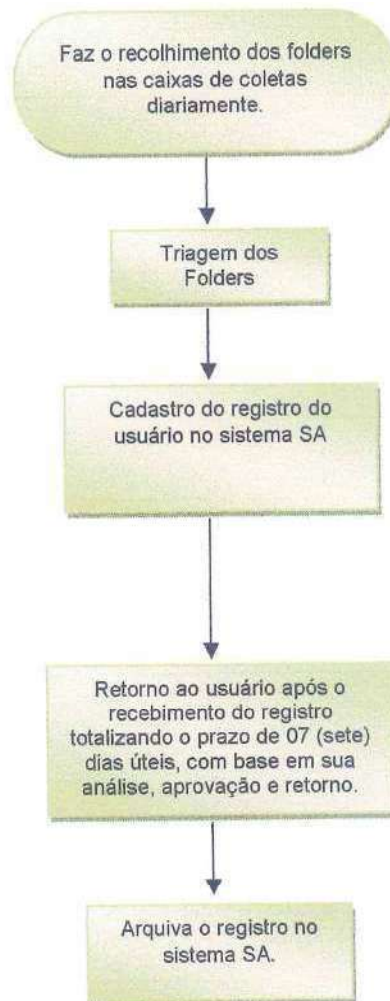 Faz o recolhimento dos folders
nas caixas de coletas
diariamente.
Triagem dos
Folders
Cadastro do registro do
usuário no sistema SA
Retorno ao usuário após o
recebimento do registro
totalizando o prazo de 07 (sete)
dias úteis, com base em sua
análise, aprovação e retorno.
Arquiva o registro no
sistema SA.